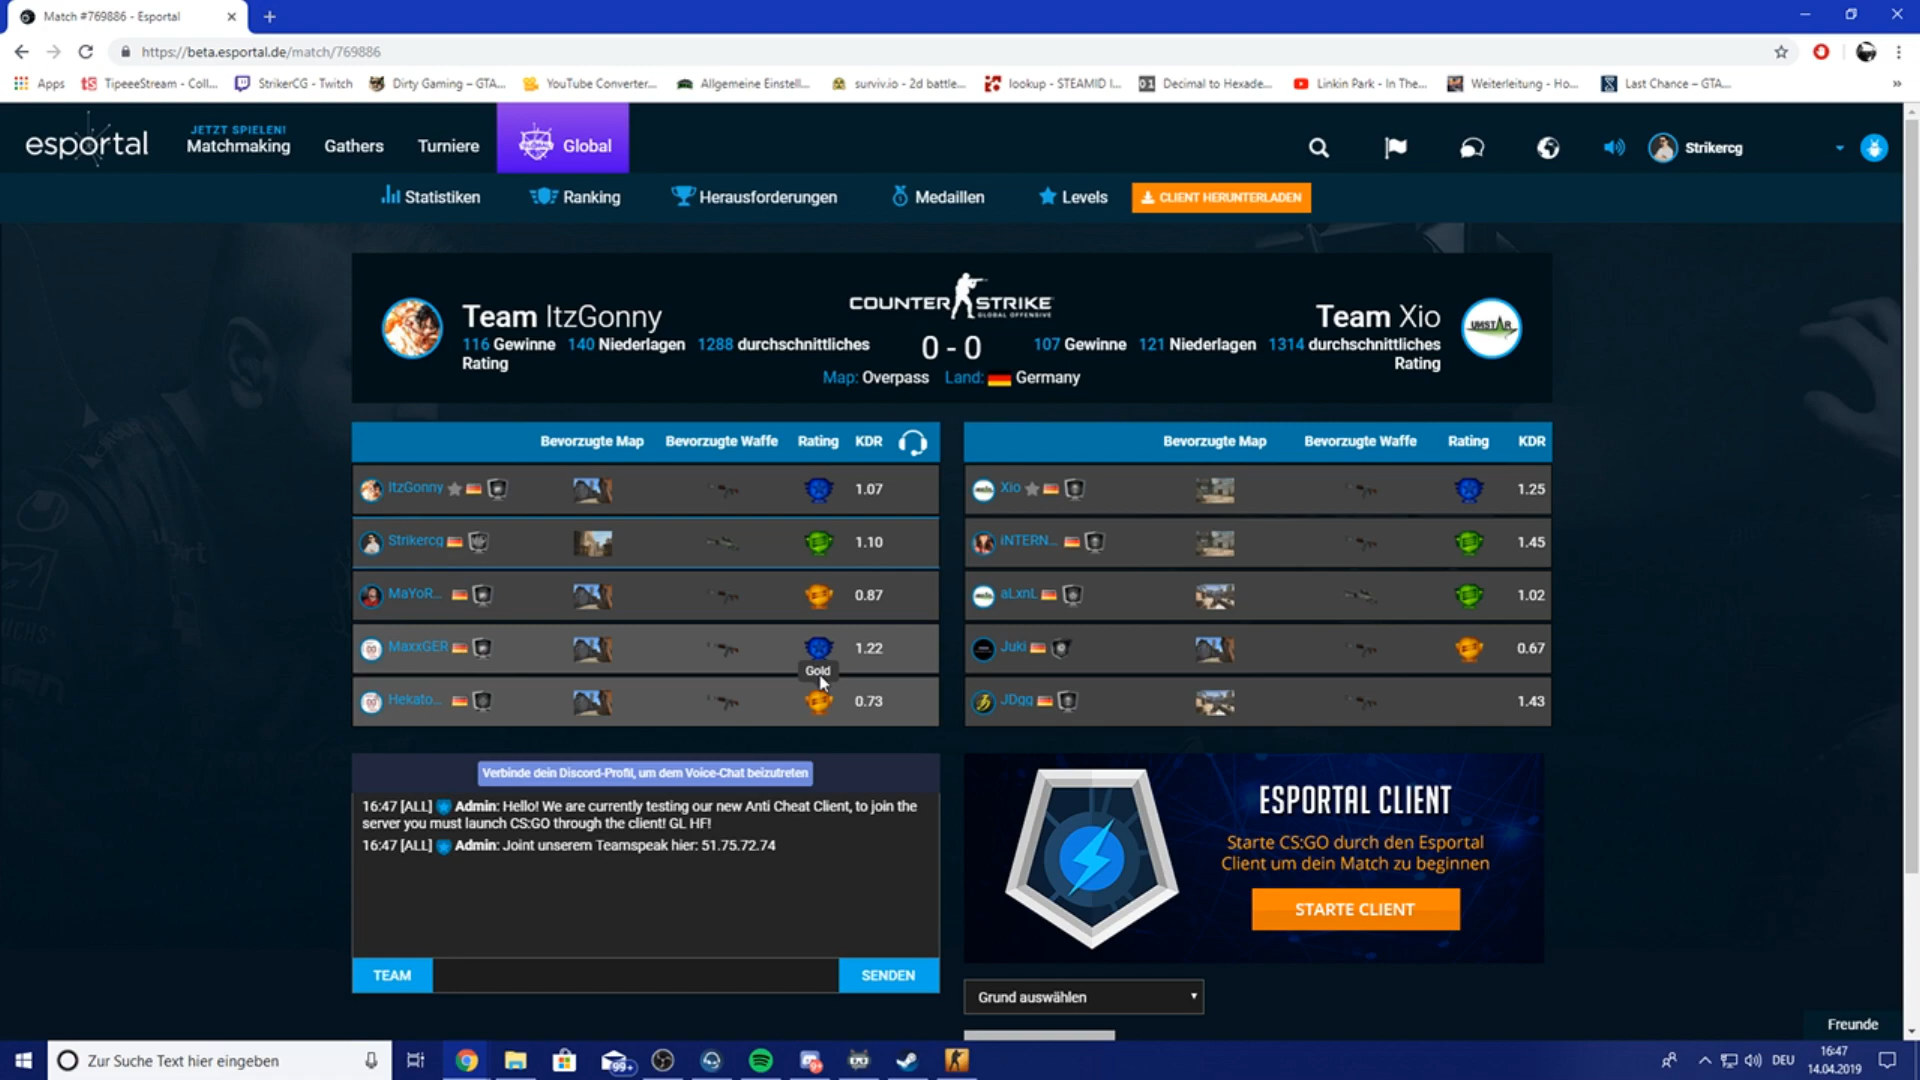 Match #769886 - Esportal
https://beta.esportal.de/match/769886
Apps TipeeeStream - Coll... StrikerCG - Twitch Dirty Gaming – GTA... YouTube Converter... Allgemeine Einstell... surviv.io - 2d battle... lookup - STEAMID I... Decimal to Hexade... Linkin Park - In The... Weiterleitung - Ho... Last Chance – GTA... »
esportal
JETZT SPIELEN!
Matchmaking Gathers Turniere Global Strikercg
Statistiken Ranking Herausforderungen Medaillen Levels CLIENT HERUNTERLADEN
COUNTER STRIKE
GLOBAL OFFENSIVE
Team ItzGonny
116 Gewinne 140 Niederlagen 1288 durchschnittliches
Rating
0 - 0
Map: Overpass Land: Germany
Team Xio
107 Gewinne 121 Niederlagen 1314 durchschnittliches
Rating
UMSTAR
Bevorzugte Map Bevorzugte Waffe Rating KDR
ItzGonny 1.07
Strikercg 1.10
MaYoR... 0.87
MaxxGER 1.22
Gold
Hekato... 0.73
Bevorzugte Map Bevorzugte Waffe Rating KDR
Xio 1.25
iNTERN... 1.45
aLxnL 1.02
Juki 0.67
JDgg 1.43
Verbinde dein Discord-Profil, um dem Voice-Chat beizutreten
16:47 [ALL] Admin: Hello! We are currently testing our new Anti Cheat Client, to join the
server you must launch CS:GO through the client! GL HF!
16:47 [ALL] Admin: Joint unserem Teamspeak hier: 51.75.72.74
TEAM SENDEN
ESPORTAL CLIENT
Starte CS:GO durch den Esportal
Client um dein Match zu beginnen
STARTE CLIENT
Grund auswählen
Freunde
Zur Suche Text hier eingeben
99+
DEU
16:47
14.04.2019